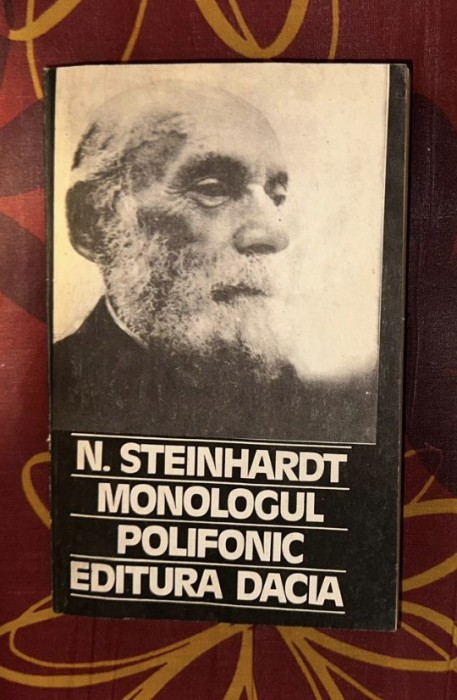 N. STEINHARDT
MONOLOGUL
POLIFONIC
EDITURA DACIA